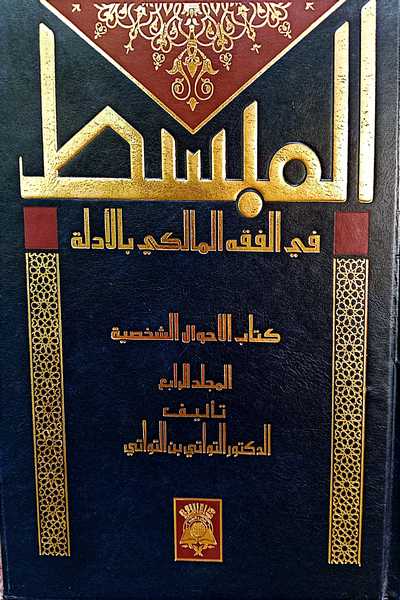 المبسط
في الفقه المالكي بالأدلة
كتاب الأحوال الشخصية
المجلد الرابع
تأليف
الدكتور التواتي بن التواتي